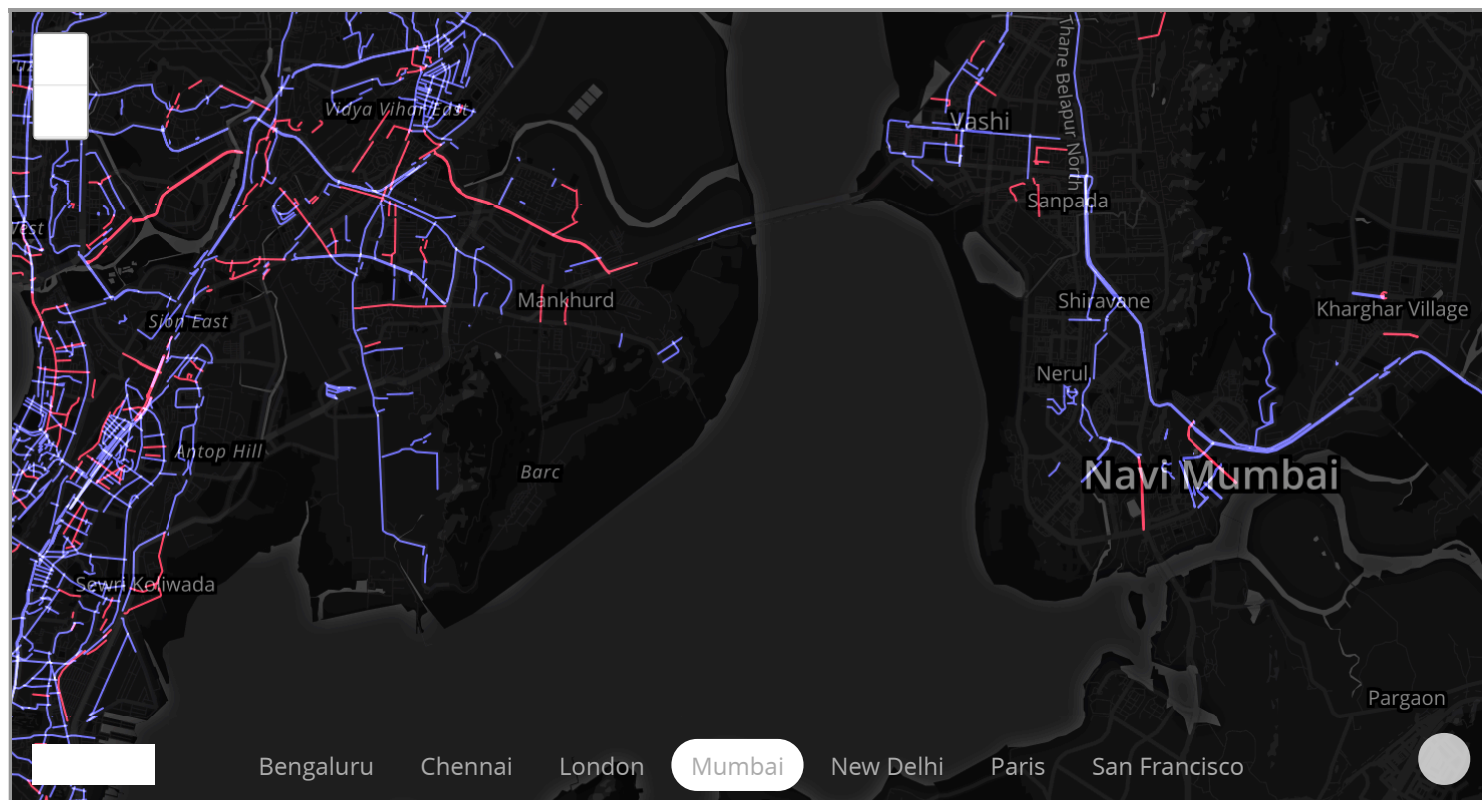 Vidya Vihar East
Vashi
Thane Belapur North
Sanpada
Mankhurd
Shiravane
Kharghar Village
Sion East
Nerul
Antop Hill
Barc
Navi Mumbai
Sewri Koliwada
Pargaon
Bengaluru Chennai London Mumbai New Delhi Paris San Francisco